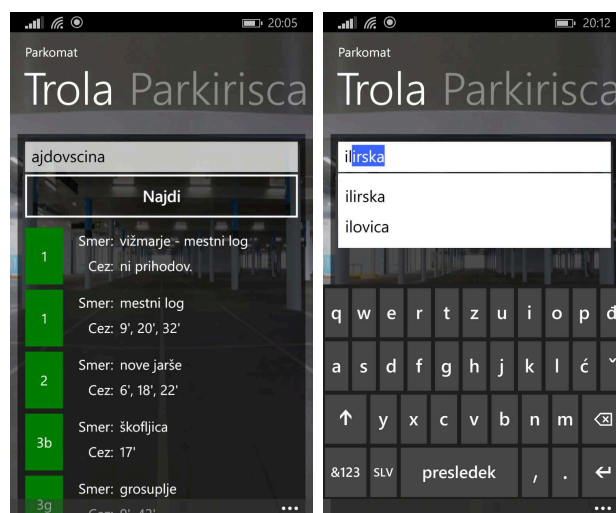 20:05
Parkomat
Trola Parkirisca
ajdovscina
Najdi
1
Smer: vižmarje - mestni log
Cez: ni prihodov.
1
Smer: mestni log
Cez: 9', 20', 32'
2
Smer: nove jarše
Cez: 6', 18', 22'
3b
Smer: škofljica
Cez: 17'
3g
Smer: grosuplje
20:12
Parkomat
Trola Parkirisca
ilirska
ilirska
ilovica
q w e r t z u i o p đ
a s d f g h j k l ć ˇ
y x c v b n m
&123 SLV presledek , .